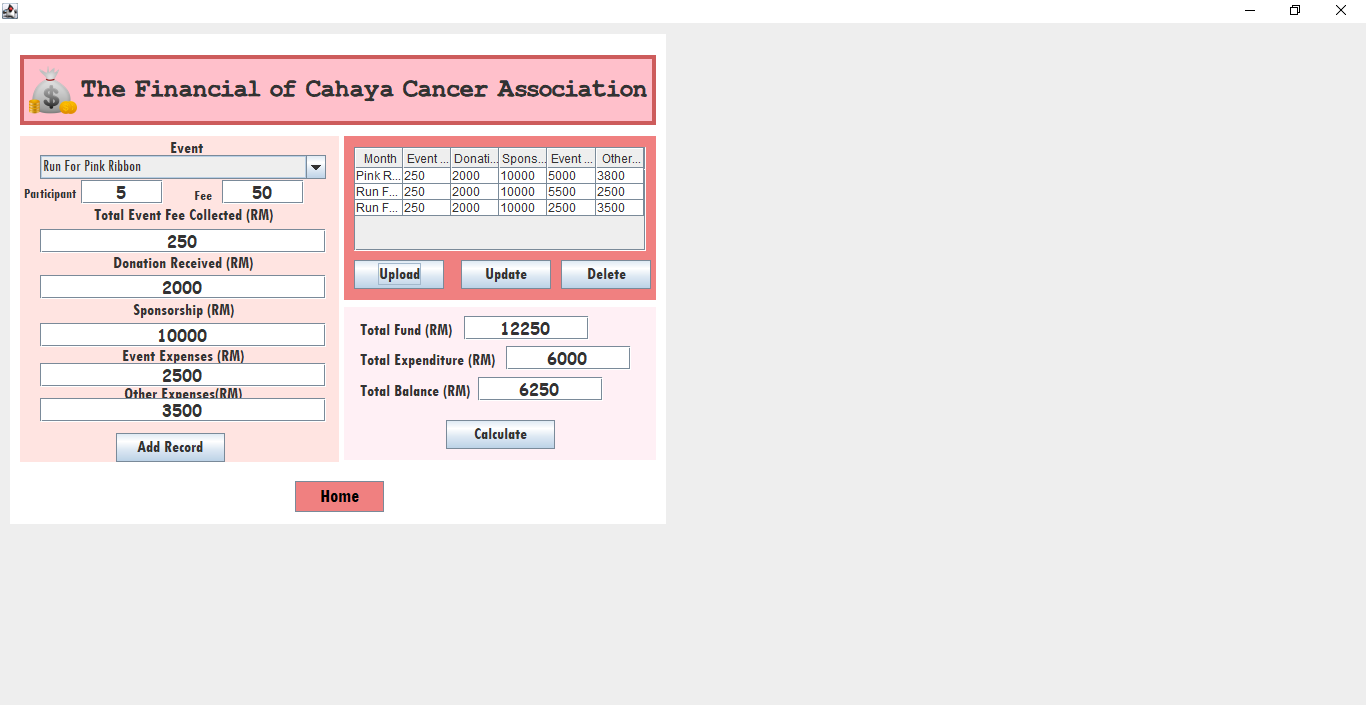 $ The Financial of Cahaya Cancer Association
Event
Run For Pink Ribbon
Participant 5 Fee 50
Total Event Fee Collected (RM)
250
Donation Received (RM)
2000
Sponsorship (RM)
10000
Event Expenses (RM)
2500
Other Expenses(RM)
3500
Add Record
Month Event ... Donati... Spons... Event ... Other...
Pink R... 250 2000 10000 5000 3800
Run F... 250 2000 10000 5500 2500
Run F... 250 2000 10000 2500 3500
Upload Update Delete
Total Fund (RM) 12250
Total Expenditure (RM) 6000
Total Balance (RM) 6250
Calculate
Home